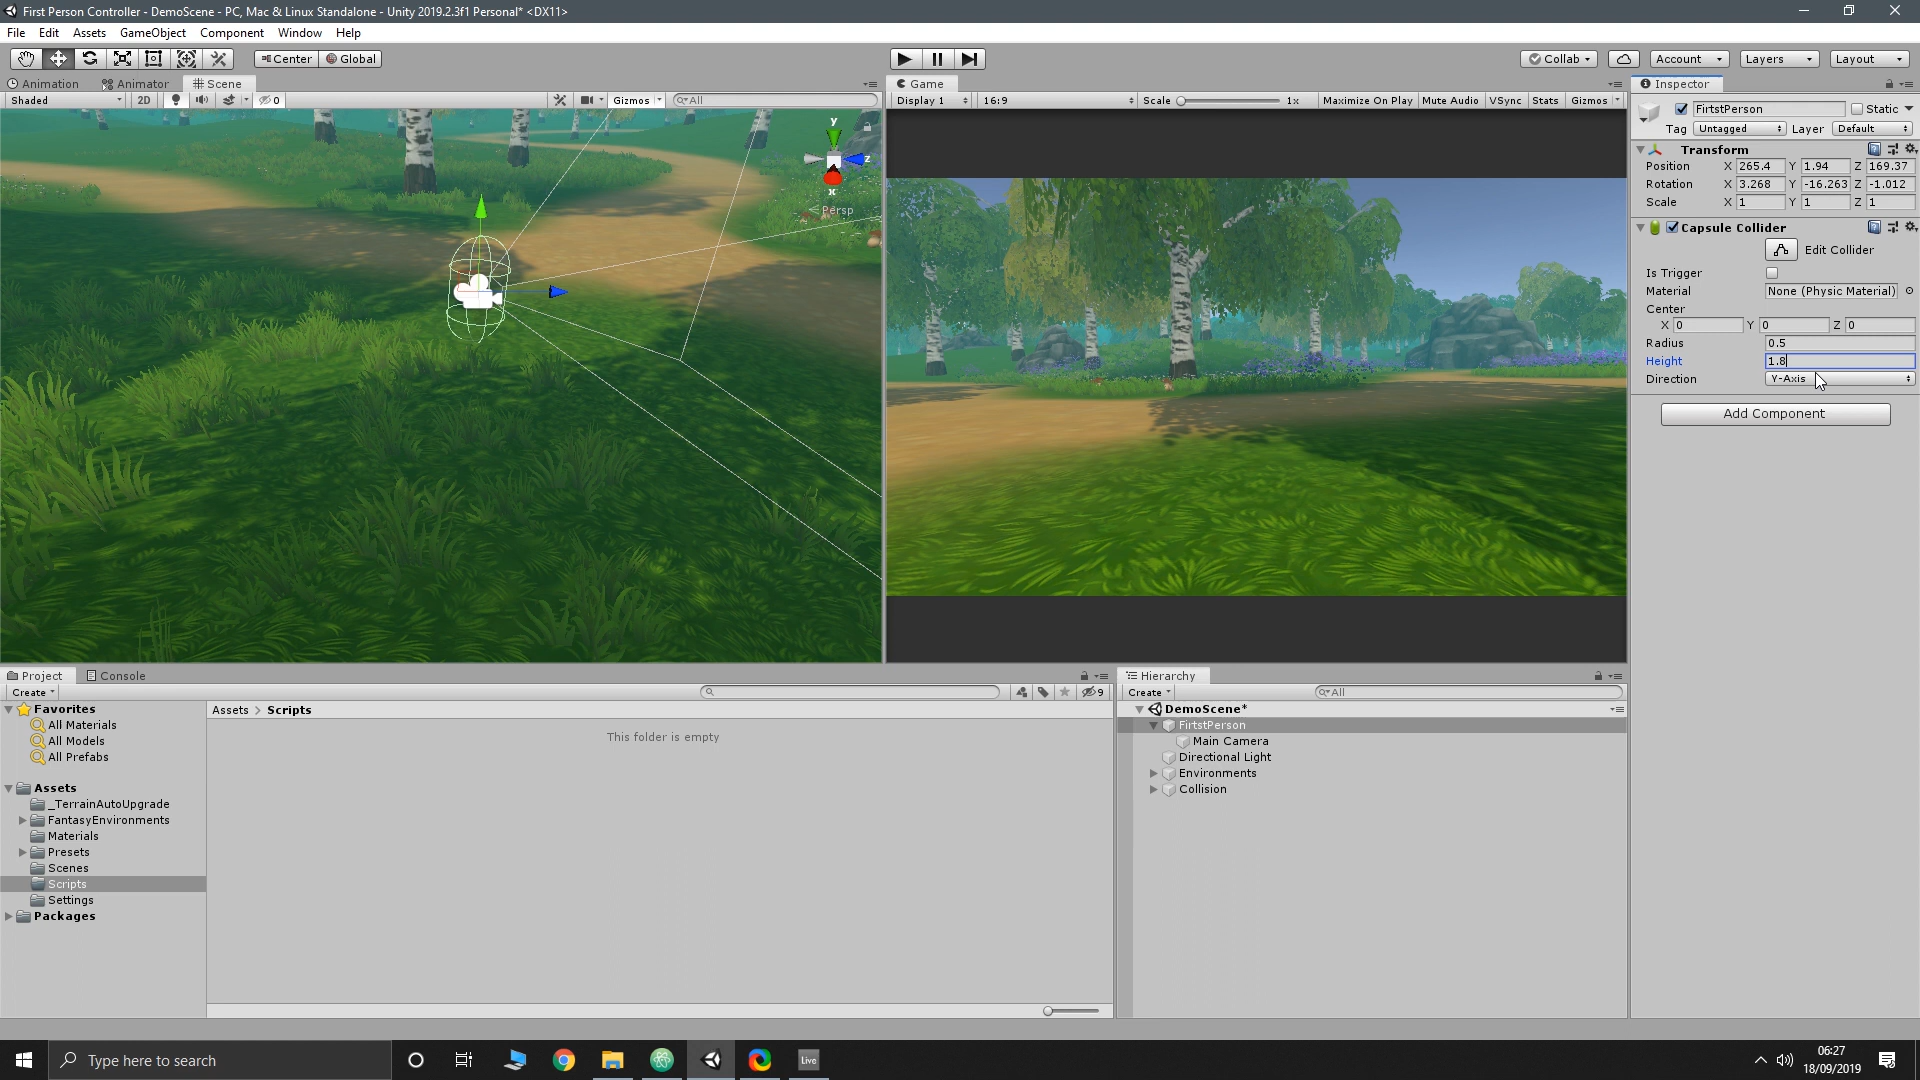 First Person Controller - DemoScene - PC, Mac & Linux Standalone - Unity 2019.2.3f1 Personal* <DX11>
File Edit Assets GameObject Component Window Help
Center Global
Collab Account Layers Layout
Animation Animator Scene
Shaded 2D 0 Gizmos All
y
z
x
Persp
Game
Display 1 16:9 Scale 1x Maximize On Play Mute Audio VSync Stats Gizmos
Inspector
FirtstPerson Static
Tag Untagged Layer Default
Transform
Position X 265.4 Y 1.94 Z 169.37
Rotation X 3.268 Y -16.263 Z -1.012
Scale X 1 Y 1 Z 1
Capsule Collider
Edit Collider
Is Trigger
Material None (Physic Material)
Center
X 0 Y 0 Z 0
Radius 0.5
Height 1.8
Direction Y-Axis
Add Component
Project Console
Create 9
Favorites
All Materials
All Models
All Prefabs
Assets
_TerrainAutoUpgrade
FantasyEnvironments
Materials
Presets
Scenes
Scripts
Settings
Packages
Assets > Scripts
This folder is empty
Hierarchy
Create All
DemoScene*
FirtstPerson
Main Camera
Directional Light
Environments
Collision
Type here to search
Live
06:27
18/09/2019